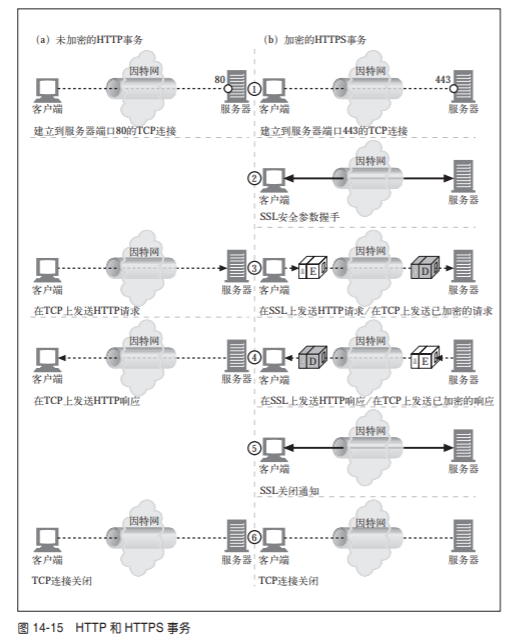 (a) 未加密的HTTP事务
(b) 加密的HTTPS事务
因特网
80
客户端
服务器
建立到服务器端口80的TCP连接
①
因特网
443
客户端
服务器
建立到服务器端口443的TCP连接
②
因特网
客户端
服务器
SSL安全参数握手
因特网
客户端
服务器
在TCP上发送HTTP请求
③
因特网
E
D
客户端
服务器
在SSL上发送HTTP请求/在TCP上发送已加密的请求
因特网
客户端
服务器
在TCP上发送HTTP响应
④
因特网
D
E
客户端
服务器
在SSL上发送HTTP响应/在TCP上发送已加密的响应
⑤
因特网
客户端
服务器
SSL关闭通知
因特网
客户端
服务器
TCP连接关闭
⑥
因特网
客户端
服务器
TCP连接关闭
图 14-15 HTTP 和 HTTPS 事务